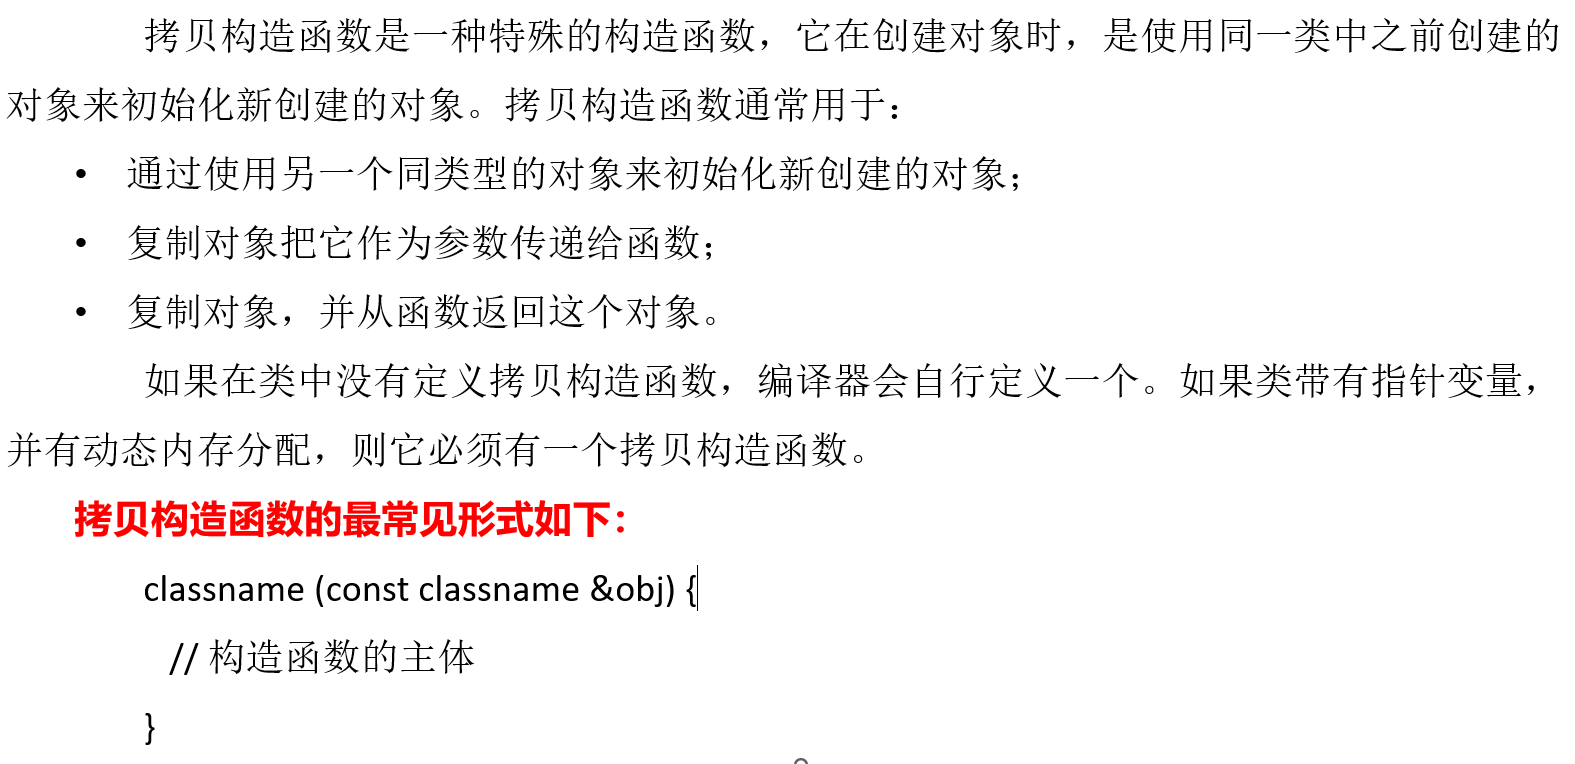 拷贝构造函数是一种特殊的构造函数，它在创建对象时，是使用同一类中之前创建的
对象来初始化新创建的对象。拷贝构造函数通常用于：
• 通过使用另一个同类型的对象来初始化新创建的对象；
• 复制对象把它作为参数传递给函数；
• 复制对象，并从函数返回这个对象。
如果在类中没有定义拷贝构造函数，编译器会自行定义一个。如果类带有指针变量，
并有动态内存分配，则它必须有一个拷贝构造函数。
拷贝构造函数的最常见形式如下：
classname (const classname &obj) {
// 构造函数的主体
}